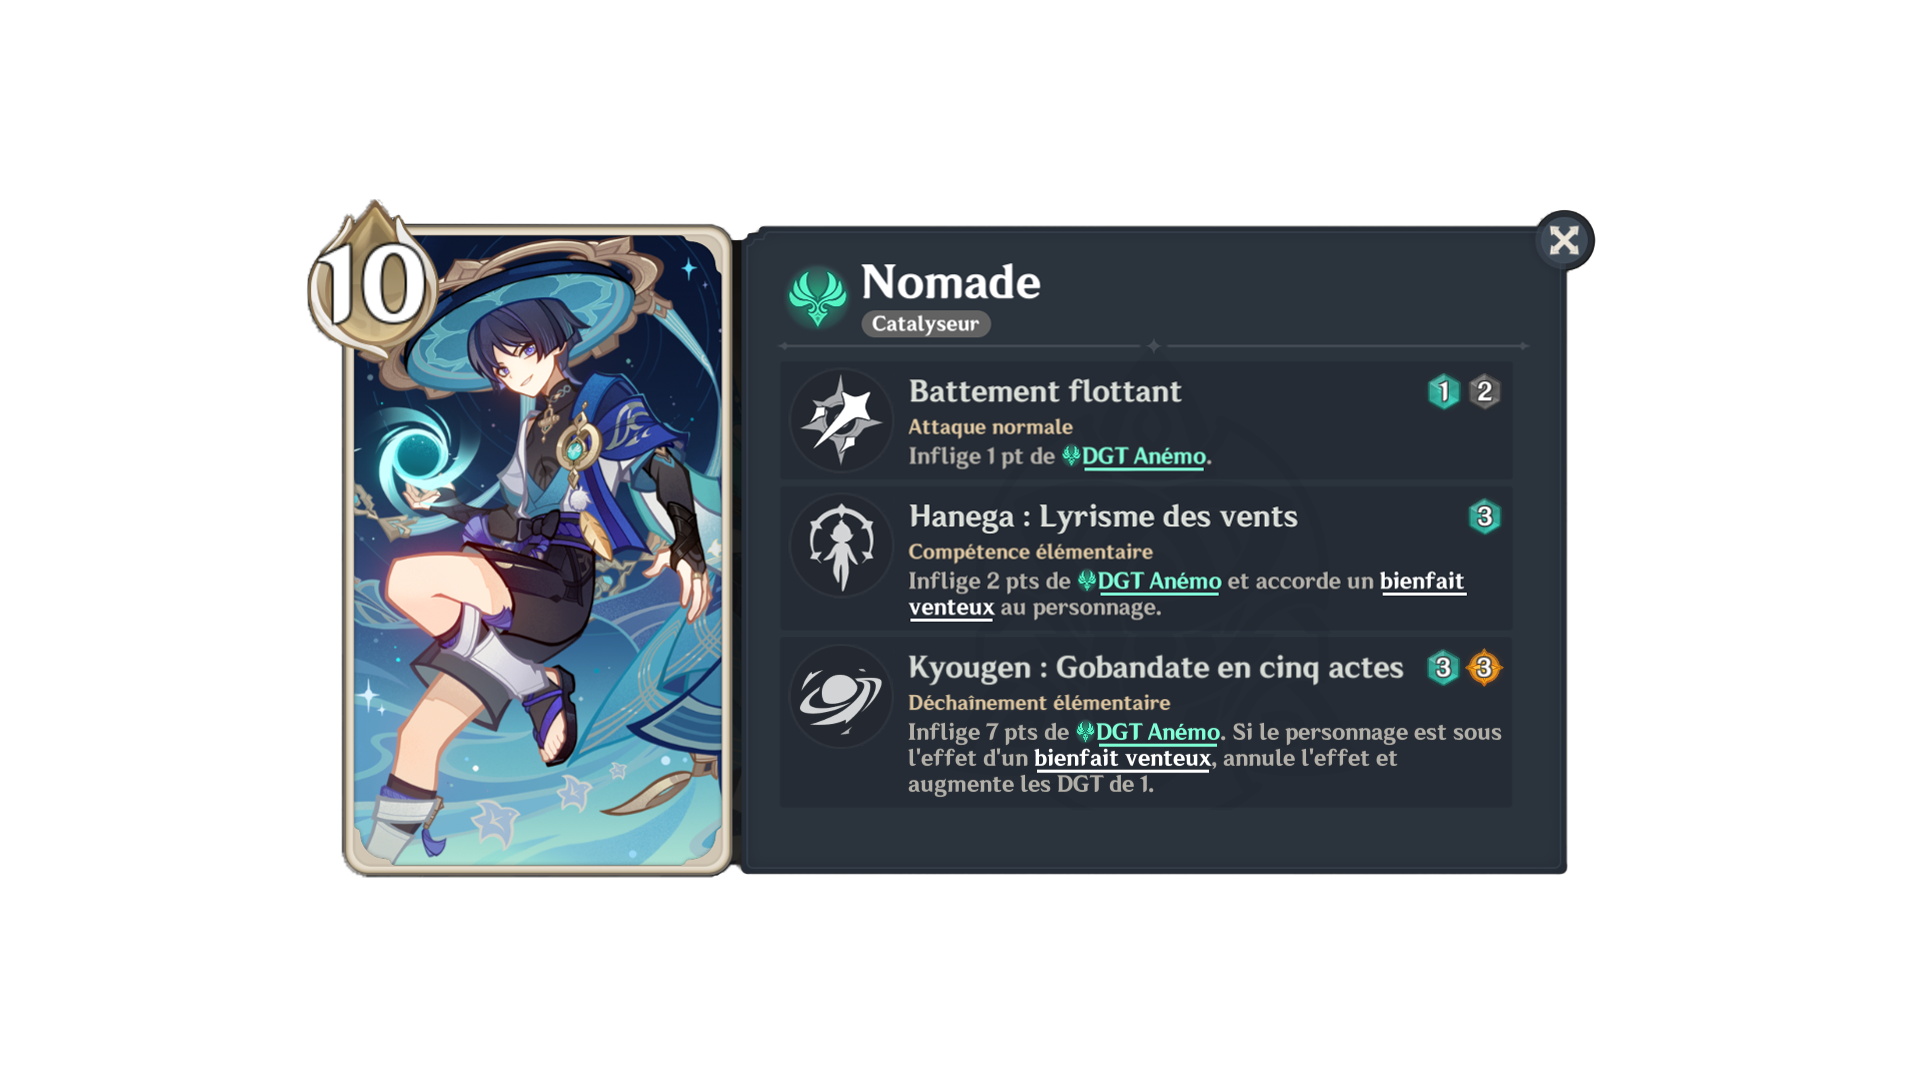 10
Nomade
Catalyseur
Battement flottant 1 2
Attaque normale
Inflige 1 pt de DGT Anémo.
Hanega : Lyrisme des vents 3
Compétence élémentaire
Inflige 2 pts de DGT Anémo et accorde un bienfait
venteux au personnage.
Kyougen : Gobandate en cinq actes 3 3
Déchaînement élémentaire
Inflige 7 pts de DGT Anémo. Si le personnage est sous
l'effet d'un bienfait venteux, annule l'effet et
augmente les DGT de 1.